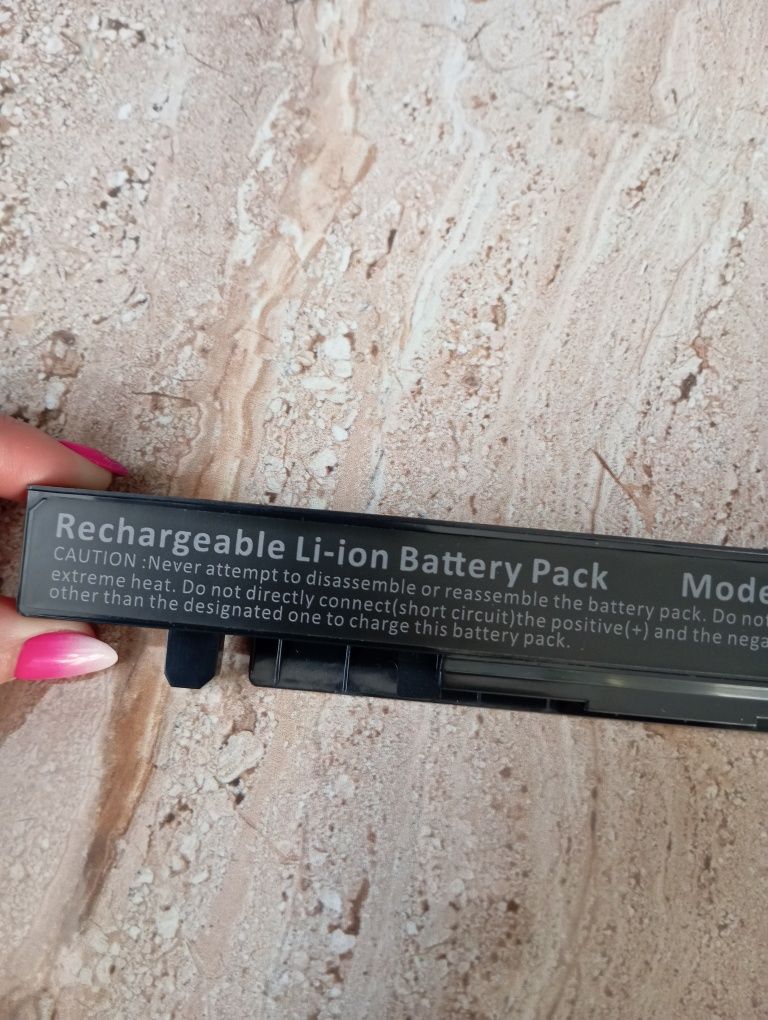 Rechargeable Li-ion Battery Pack Mode
CAUTION :Never attempt to disassemble or reassemble the battery pack. Do not
extreme heat. Do not directly connect(short circuit)the positive(+) and the nega
other than the designated one to charge this battery pack.